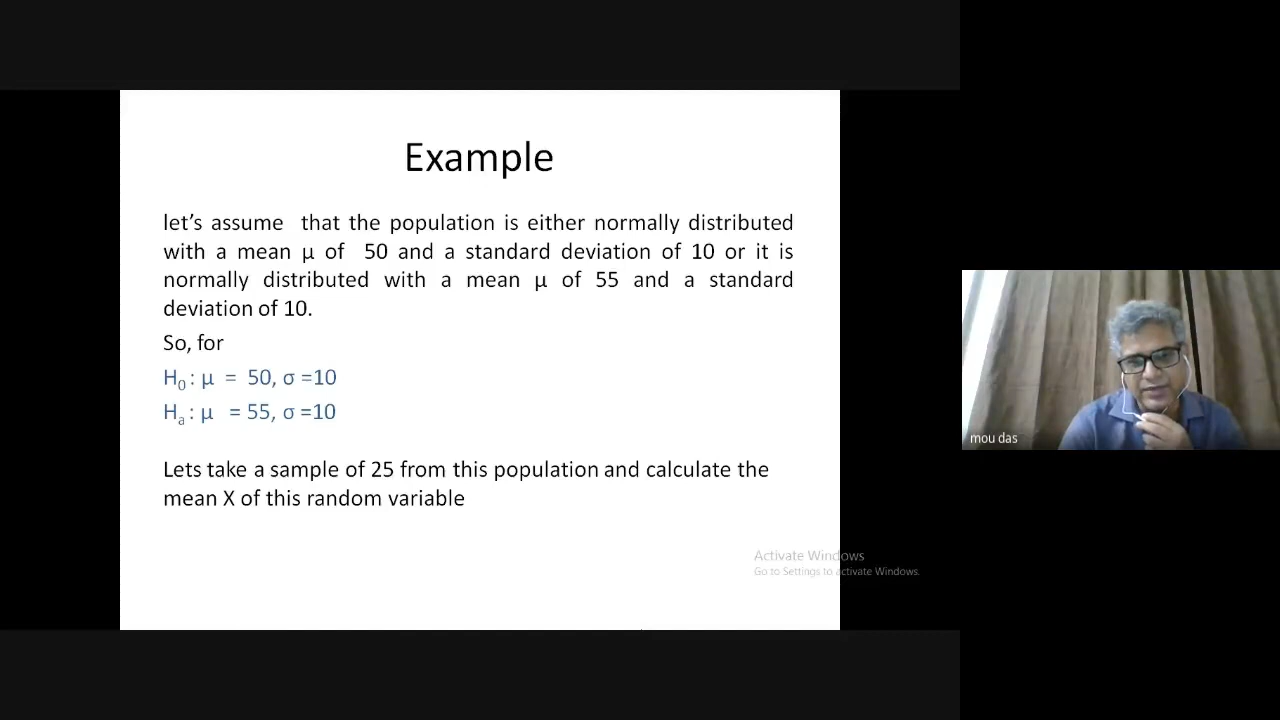 Example
let's assume that the population is either normally distributed
with a mean μ of 50 and a standard deviation of 10 or it is
normally distributed with a mean μ of 55 and a standard
deviation of 10.
So, for
H₀ : μ = 50, σ =10
Hₐ : μ = 55, σ =10
Lets take a sample of 25 from this population and calculate the
mean X of this random variable
mou das
Activate Windows
Go to Settings to activate Windows.